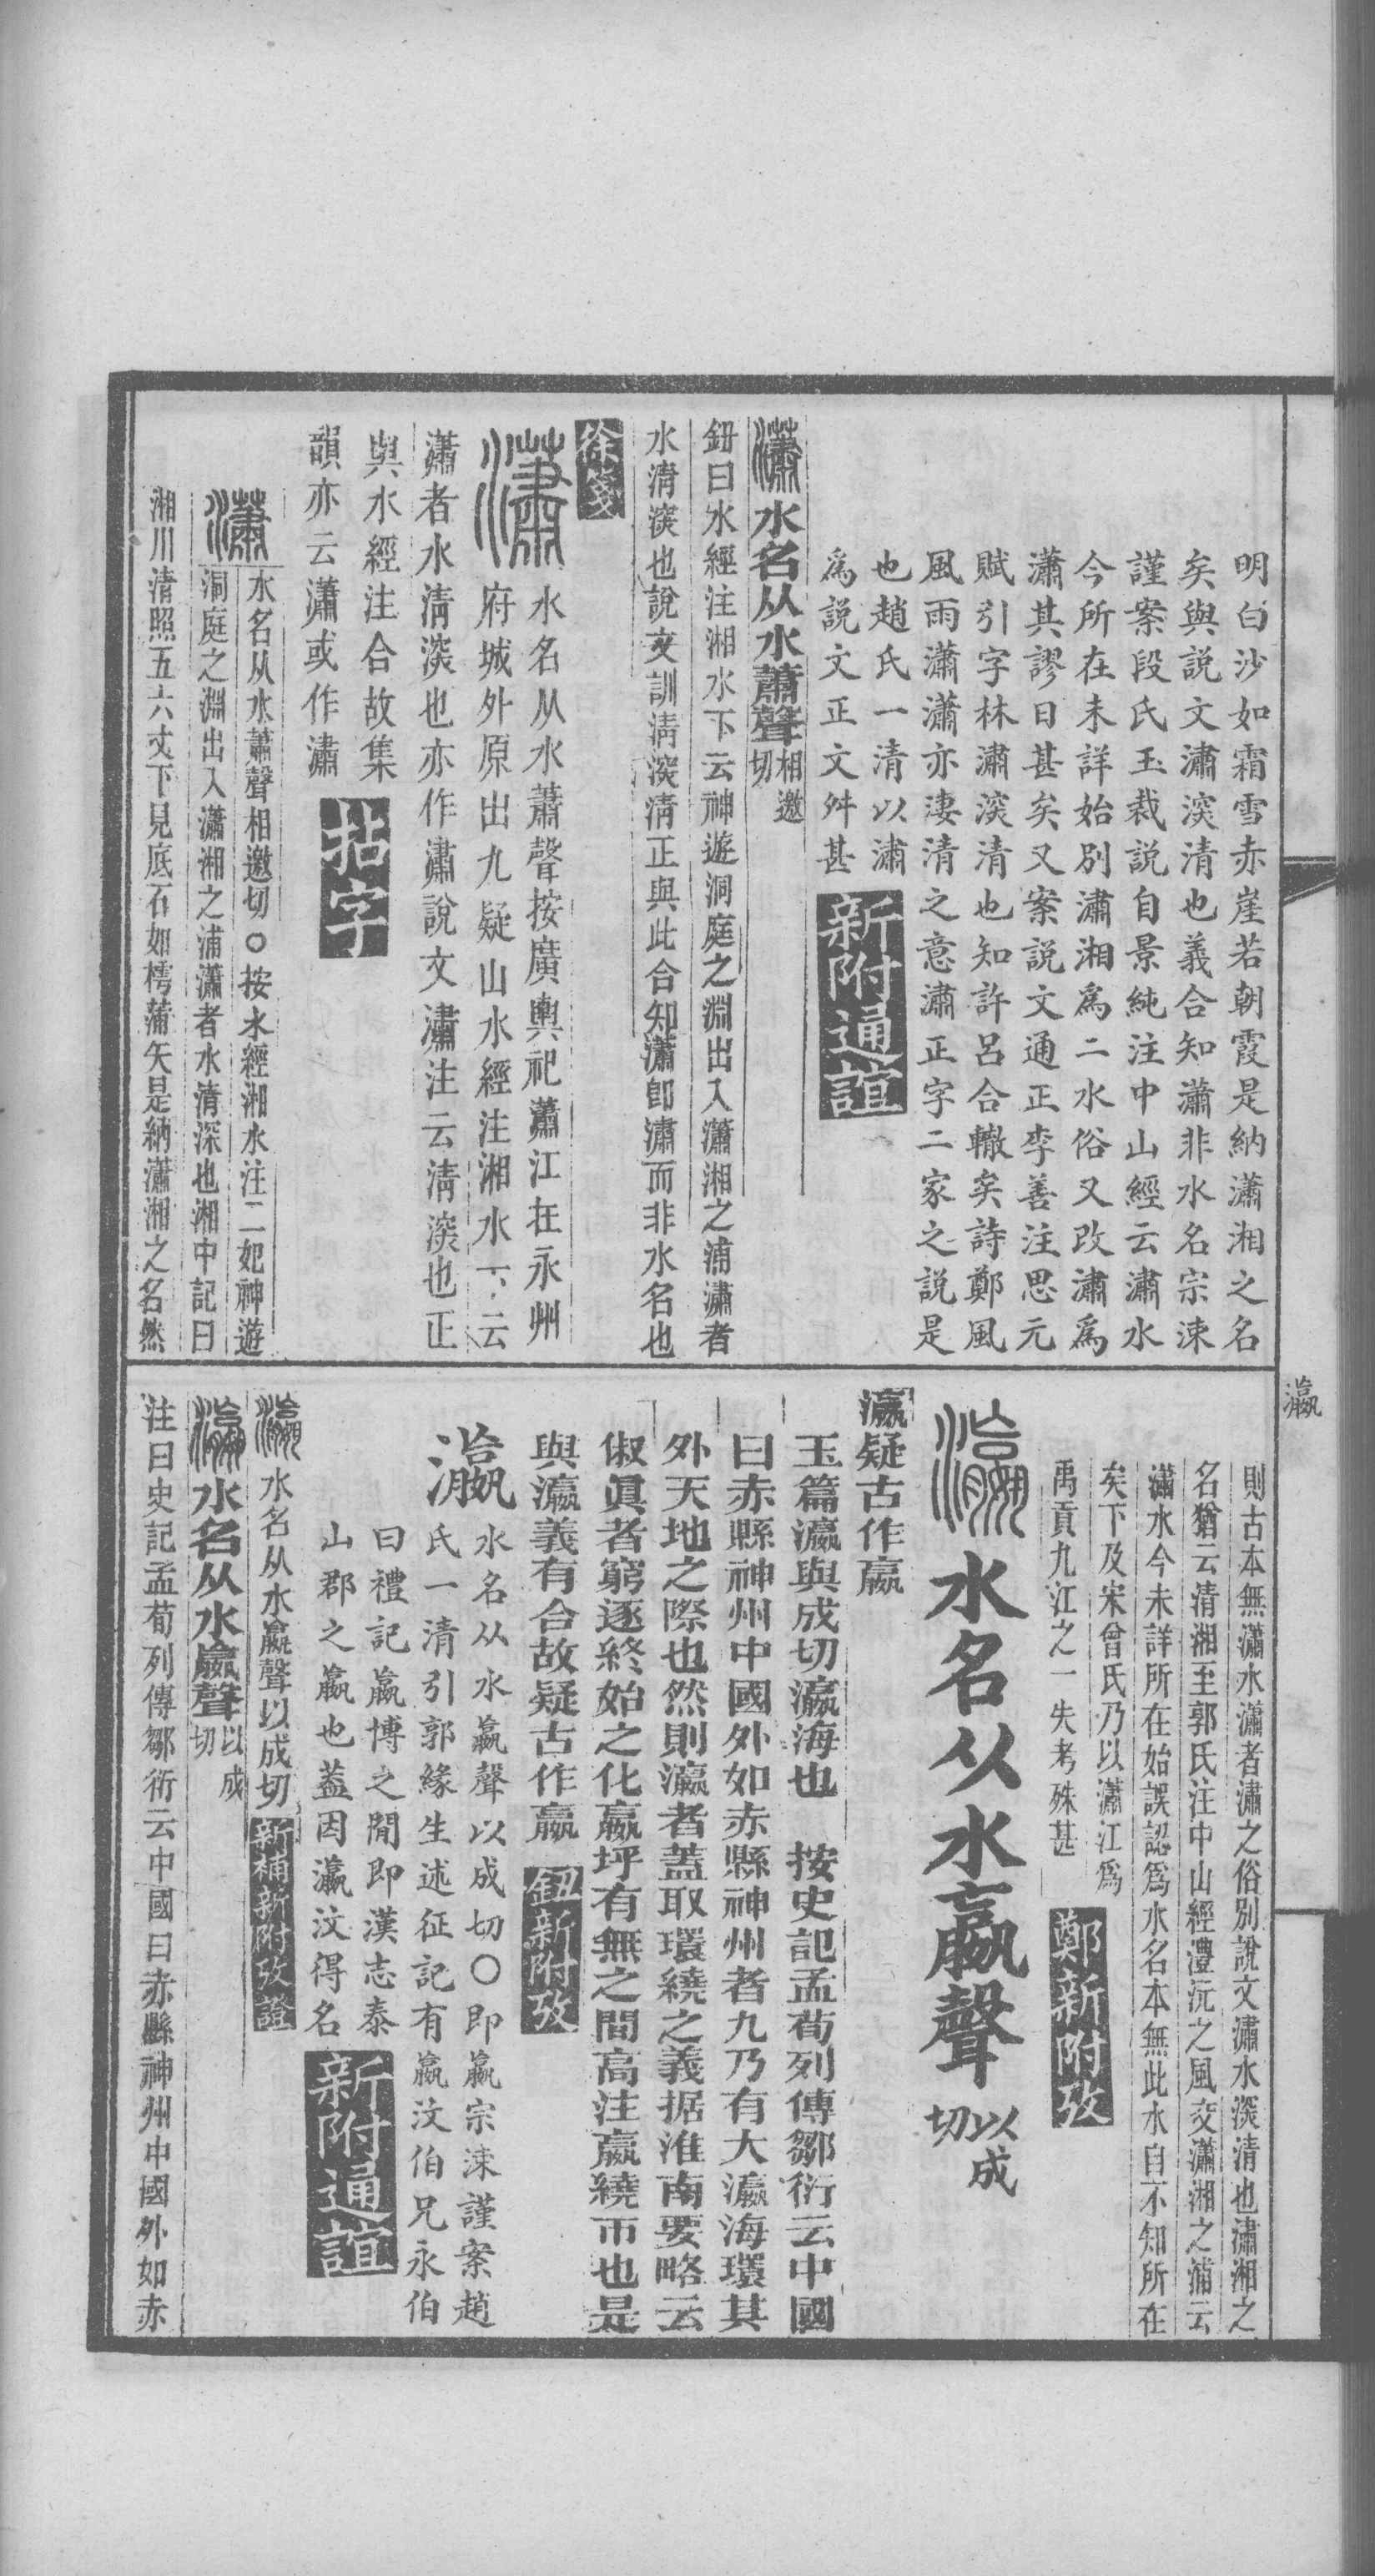 明白沙如霜雪赤崖若朝霞是納瀟湘之名
矣與說文潚深清也義合知瀟非水名宗涑
謹案段氏玉裁說自景純注中山經云潚水
今所在未詳始別潚湘爲二水俗又改潚爲
瀟其謬日甚矣又案說文通正李善注思元
賦引字林潚深清也知許呂合轍矣詩鄭風
風雨瀟瀟亦淒清之意潚正字二家之說是
也趙氏一清以潚
爲說文正文舛甚
新附通誼
瀟水名从水蕭聲相邀切
鈕曰水經注湘水下云神遊洞庭之淵出入瀟湘之浦瀟者
水清深也說文訓清深清正與此合知瀟卽潚而非水名也
徐箋
瀟水名从水蕭聲按廣輿記蕭江在永州
府城外原出九疑山水經注湘水下云
瀟者水清深也亦作潚說文潚注云清深也正
與水經注合故集
韻亦云瀟或作潚
拈字
瀟水名从水蕭聲相邀切○按水經湘水注二妃神遊
洞庭之淵出入瀟湘之浦瀟者水清深也湘中記曰
湘川清照五六丈下見底石如樗蒲矢是納瀟湘之名然
瀛
則古本無瀟水瀟者潚之俗別說文潚水深清也潚湘之
名猶云清湘至郭氏注中山經澧沅之風交瀟湘之浦云
瀟水今未詳所在始誤認爲水名本無此水自不知所在
矣下及宋曾氏乃以瀟江爲
禹貢九江之一失考殊甚
鄭新附攷
瀛水名从水嬴聲以成切
瀛疑古作嬴
玉篇瀛與成切瀛海也 按史記孟荀列傳鄒衍云中國
曰赤縣神州中國外如赤縣神州者九乃有大瀛海環其
外天地之際也然則瀛者蓋取環繞之義据淮南要略云
俶眞者窮逐終始之化嬴垀有無之間高注嬴繞帀也是
與瀛義有合故疑古作嬴
鈕新附攷
瀛水名从水嬴聲以成切○即嬴宗涑謹案趙
氏一清引郭緣生述征記有嬴汶伯兄永伯
曰禮記嬴博之閒即漢志泰
山郡之嬴也蓋因瀛汶得名
新附通誼
瀛水名从水嬴聲以成切
新補新附攷證
瀛水名从水嬴聲以成切
注曰史記孟荀列傳鄒衍云中國曰赤縣神州中國外如赤